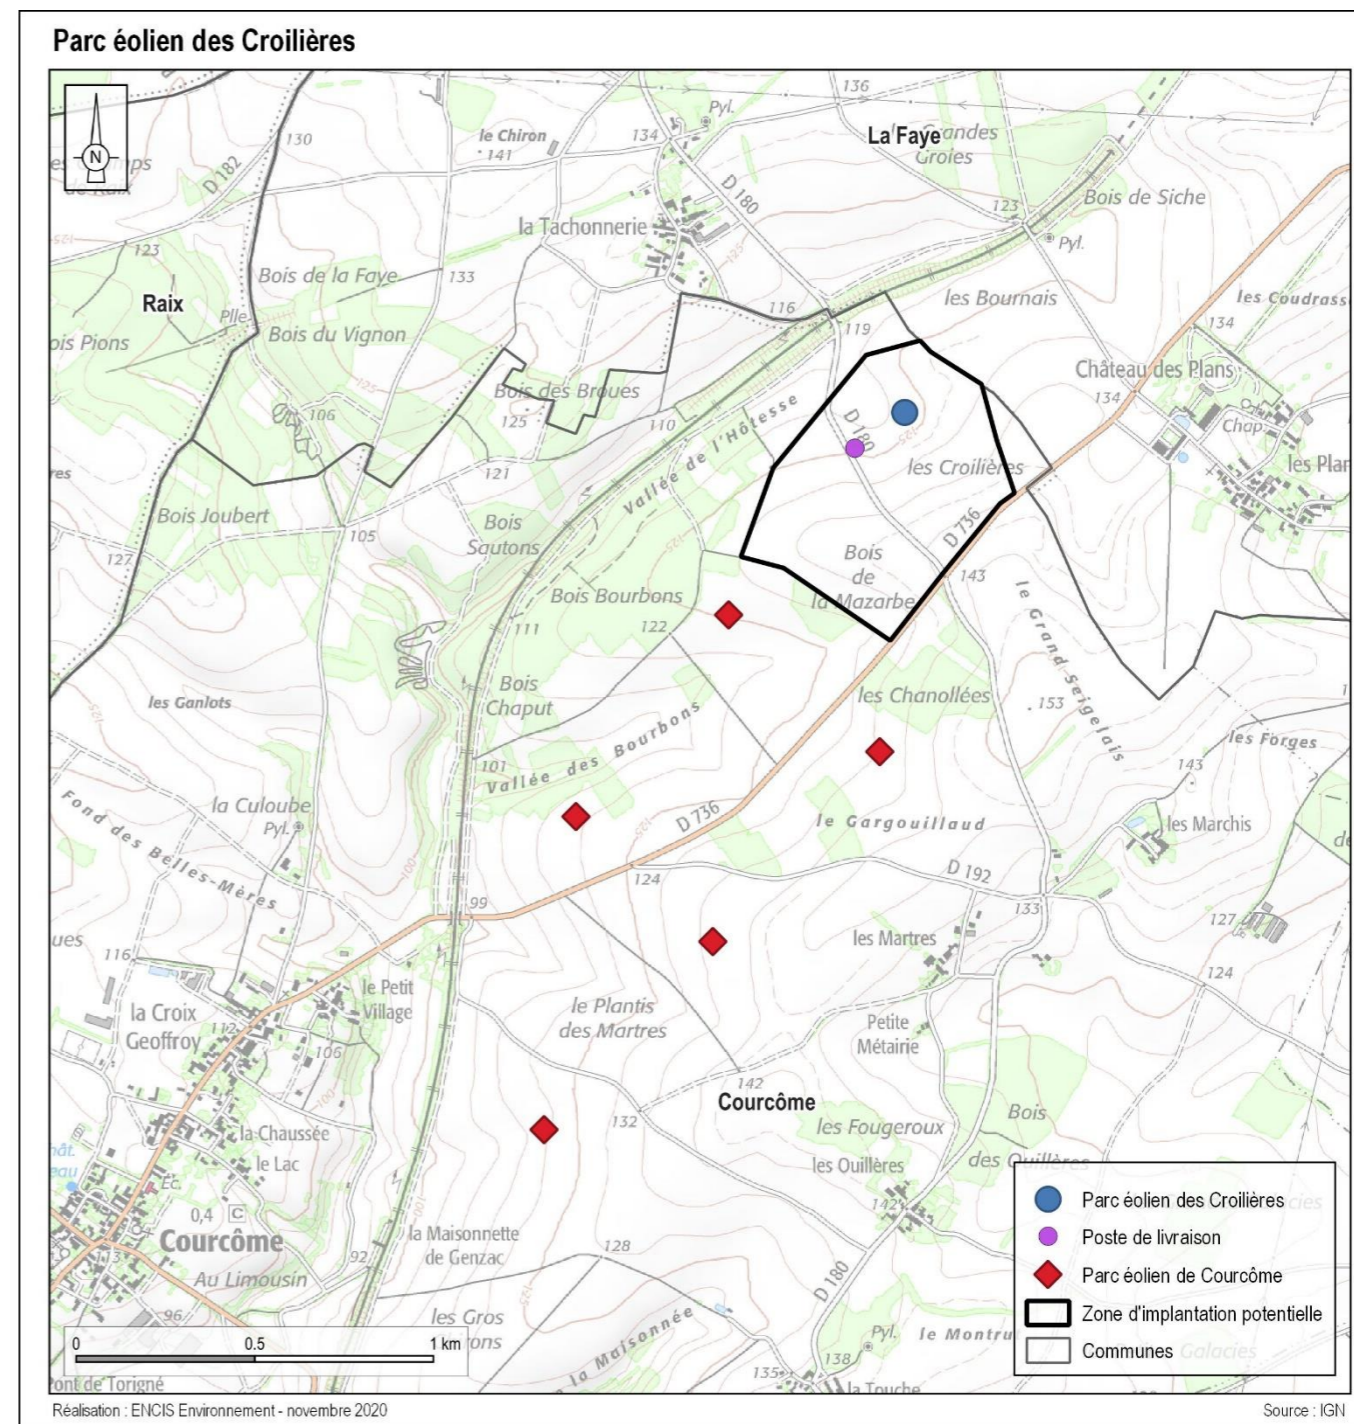 Parc éolien des Croilières
N
130
D 182
le Chiron
141
134
Pyl.
136
La Faye
Grandes
Groies
D 180
la Tachonnerie
123
Bois de Siche
Pyl.
123
Bois de la Faye
133
125
Raix
Plle
116
119
les Bournais
134
Bois Pions
Bois du Vignon
Château des Plans
134
Chap.
Bois des Broues
125
106
110
Vallée de l'Hôtesse
D 180
125
les Croilières
121
Bois Joubert
105
Bois
Sautons
125
D 736
127
Bois
de
la Mazarbe
143
Bois Bourbons
122
111
le Grand Seigelais
Bois
Chaput
les Chanollées
153
les Ganlots
Vallée des Bourbons
les Forges
143
101
la Culoube
Pyl.
D 736
125
le Gargouillaud
les Marchis
Fond des Belles-Mères
100
124
D 192
99
133
127
116
les Martres
124
le Petit
Village
la Croix
Geoffroy
112
106
le Plantis
des Martres
Petite
Métairie
100
142
Courcôme
132
les Fougeroux
Bois
des Ouillères
la Chaussée
le Lac
les Ouillères
142
Éc.
0,4
C
Courcôme
113
Au Limousin
92
la Maisonnette
de Genzac
128
D 180
96
les Gros
la Maisonnée
Pyl.
138
135
la Touche
Pont de Torigné
0
0.5
1 km
Parc éolien des Croilières
Poste de livraison
Parc éolien de Courcôme
Zone d'implantation potentielle
Communes
Galacies
Réalisation : ENCIS Environnement - novembre 2020
Source : IGN